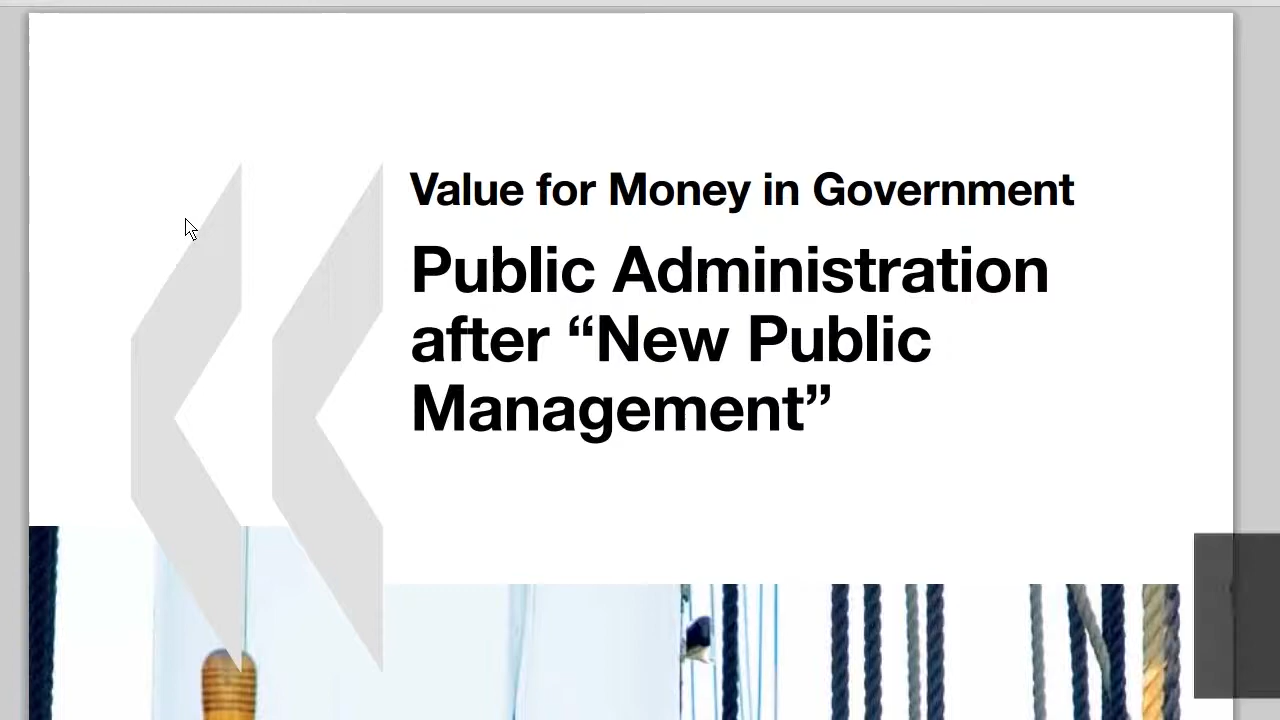 Value for Money in Government
Public Administration
after “New Public
Management”